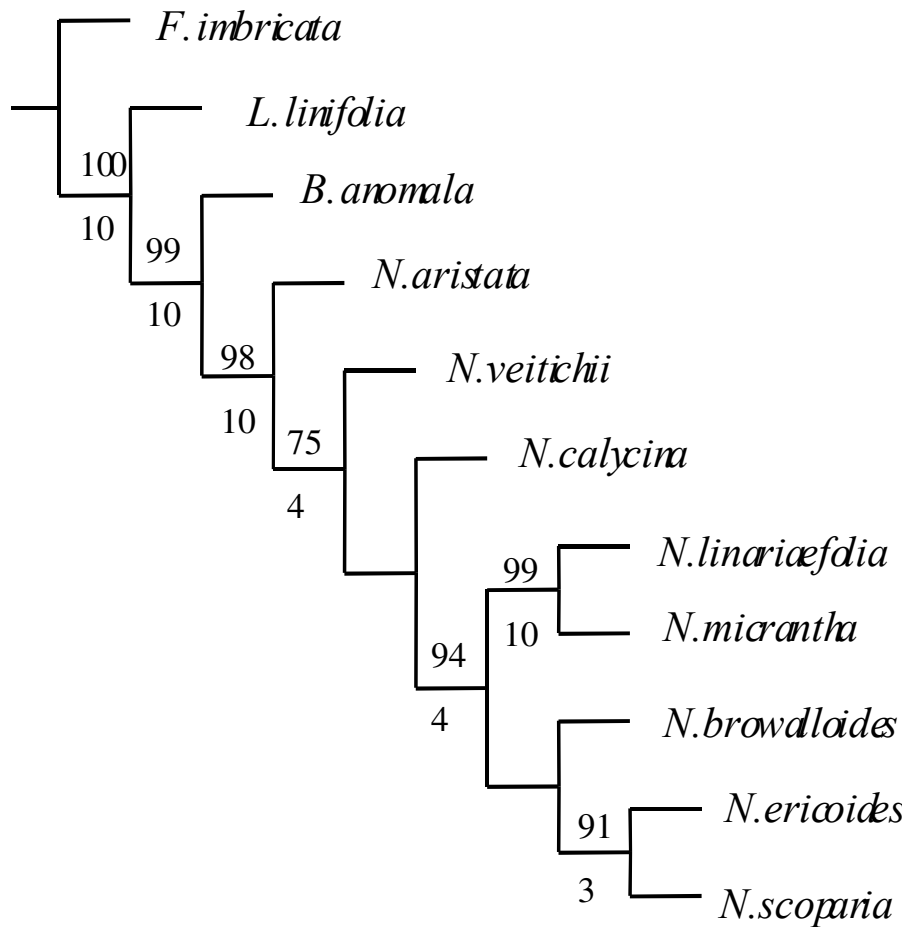 F.imbricata
L.linifolia
100
B.anomala
10
99
N.aristata
10
98
N.veitichii
10
75
N.calycina
4
N.linariaefolia
99
N.micrantha
10
94
4
N.browalloides
N.ericoides
91
3
N.scoparia